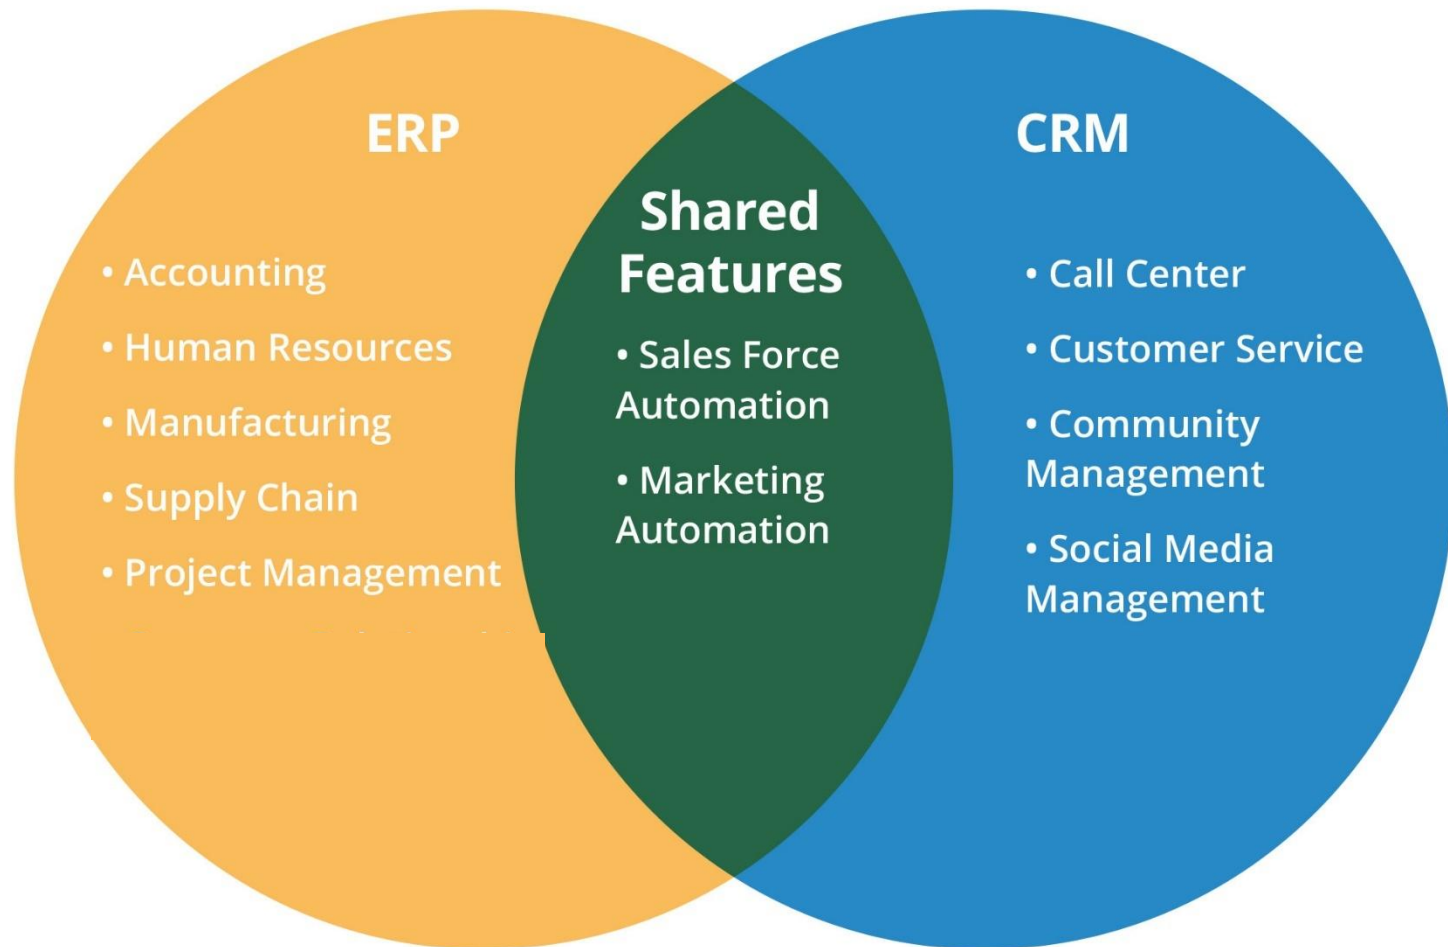 ERP
• Accounting
• Human Resources
• Manufacturing
• Supply Chain
• Project Management
Shared
Features
• Sales Force
Automation
• Marketing
Automation
CRM
• Call Center
• Customer Service
• Community
Management
• Social Media
Management